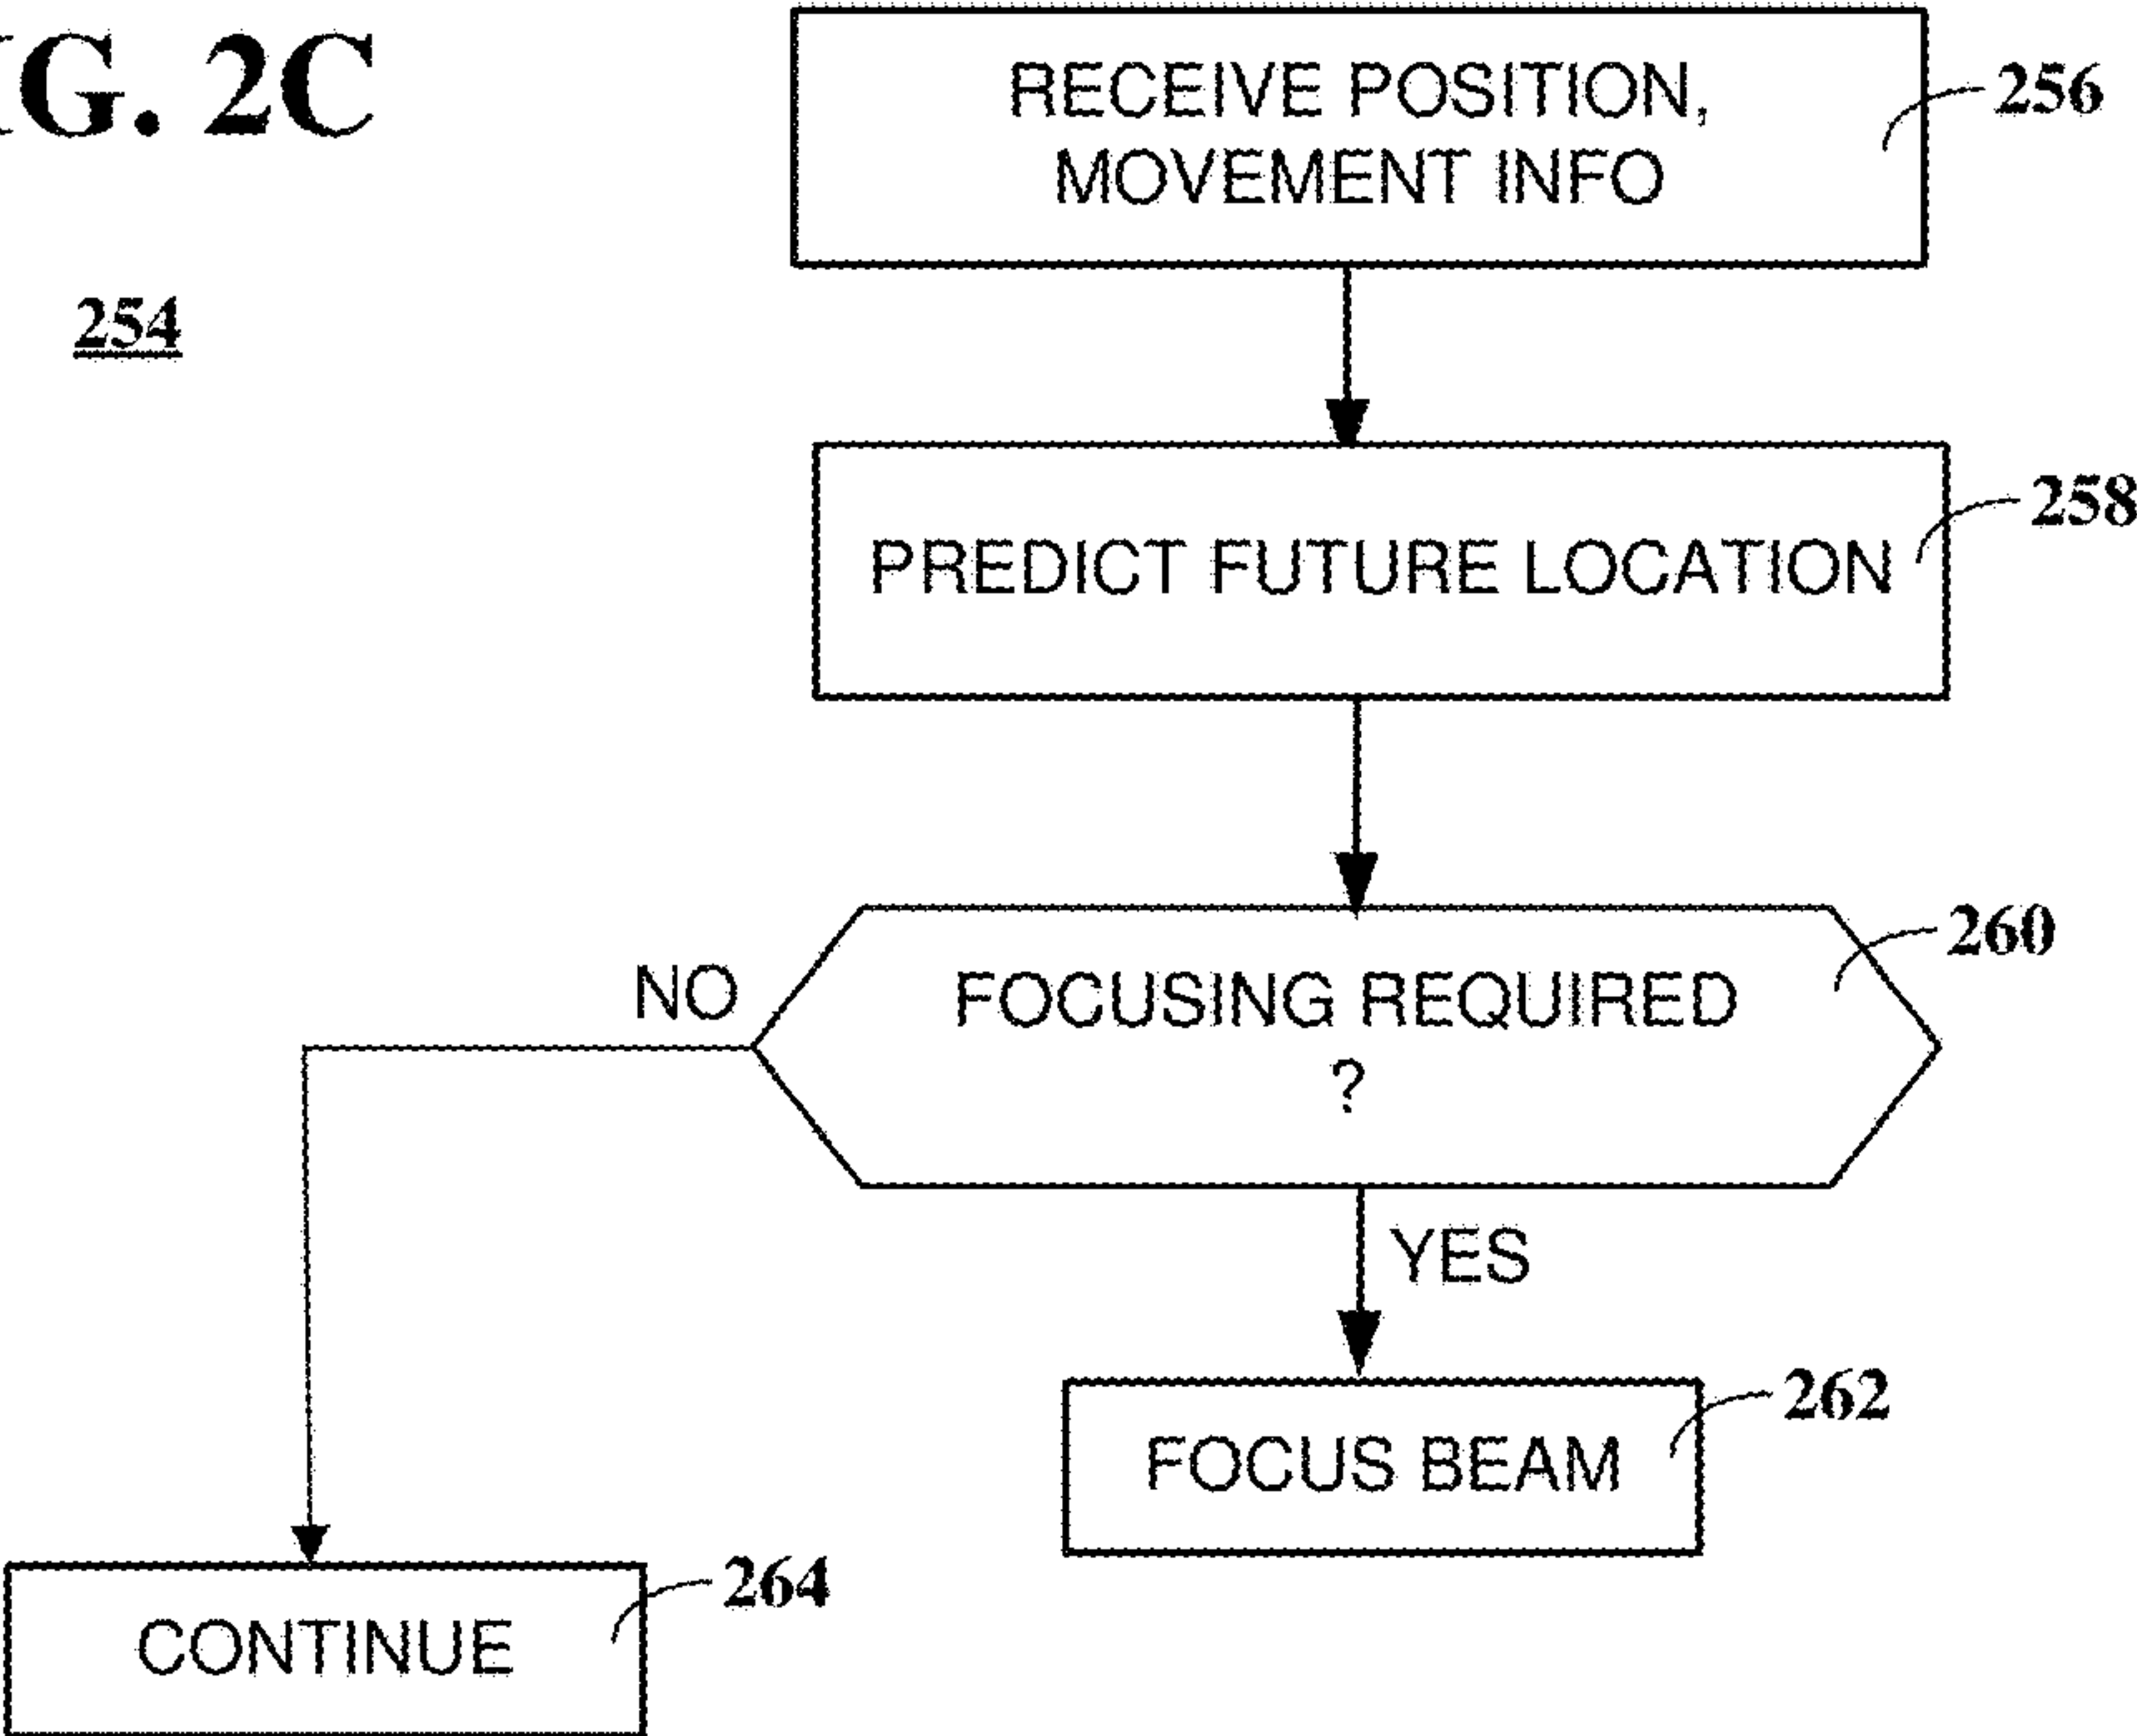 G. 2C
RECEIVE POSITION,
MOVEMENT INFO
256
254
PREDICT FUTURE LOCATION
258
NO
FOCUSING REQUIRED
?
260
YES
FOCUS BEAM
262
CONTINUE
264